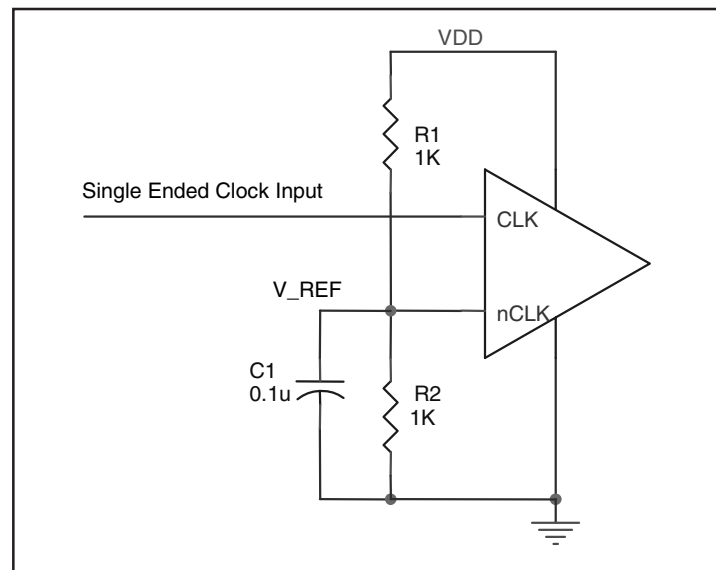 VDD
R1
1K
Single Ended Clock Input
CLK
V_REF
nCLK
C1
0.1u
R2
1K